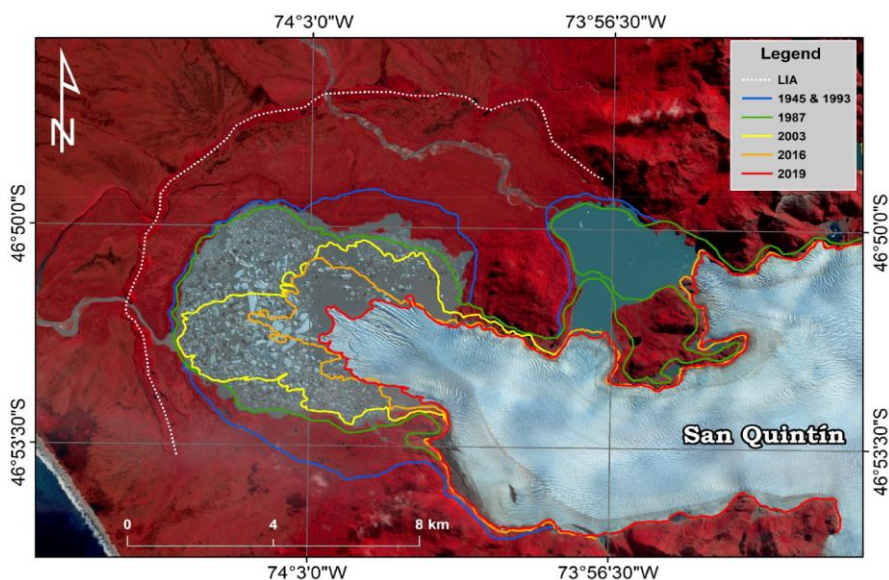 74°3'0"W
73°56'30"W
N
Legend
LIA
1945 & 1993
1987
2003
2016
2019
46°50'0"S
46°50'0"S
San Quintín
46°53'30"S
46°53'30"S
0
4
8 km
74°3'0"W
73°56'30"W